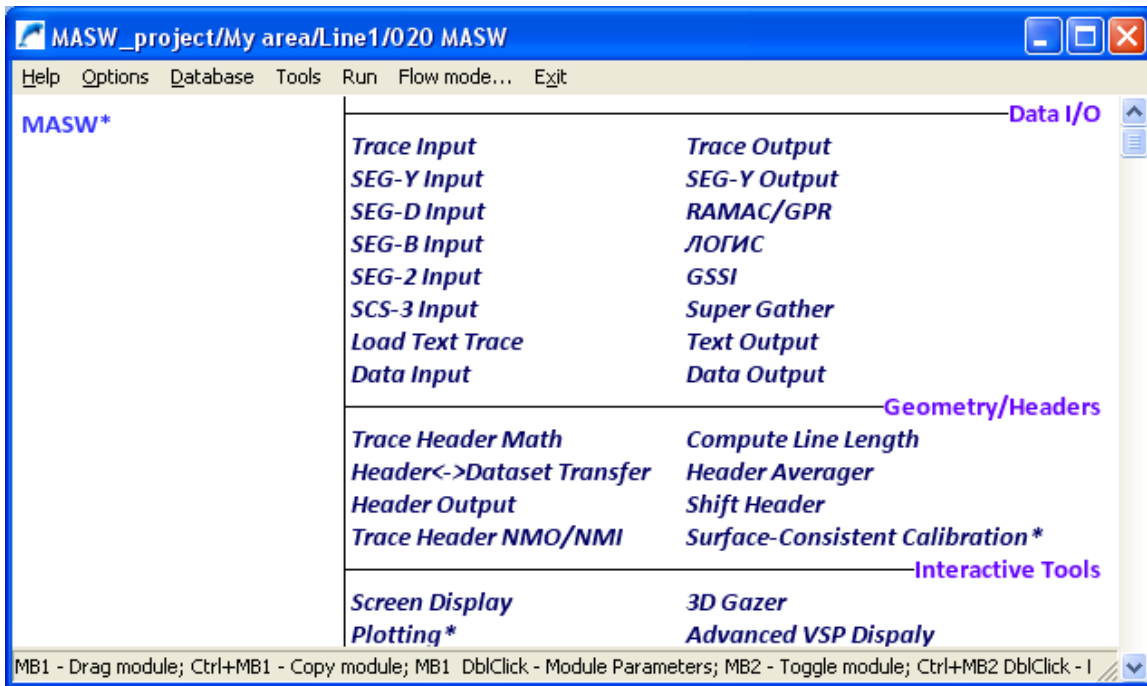 MASW_project/My area/Line1/020 MASW
Help Options Database Tools Run Flow mode... Exit
MASW*
Data I/O
Trace Input Trace Output
SEG-Y Input SEG-Y Output
SEG-D Input RAMAC/GPR
SEG-B Input ЛОГИС
SEG-2 Input GSSI
SCS-3 Input Super Gather
Load Text Trace Text Output
Data Input Data Output
Geometry/Headers
Trace Header Math Compute Line Length
Header<->Dataset Transfer Header Averager
Header Output Shift Header
Trace Header NMO/NMI Surface-Consistent Calibration*
Interactive Tools
Screen Display 3D Gazer
Plotting* Advanced VSP Dispaly
MB1 - Drag module; Ctrl+MB1 - Copy module; MB1 DblClick - Module Parameters; MB2 - Toggle module; Ctrl+MB2 DblClick -